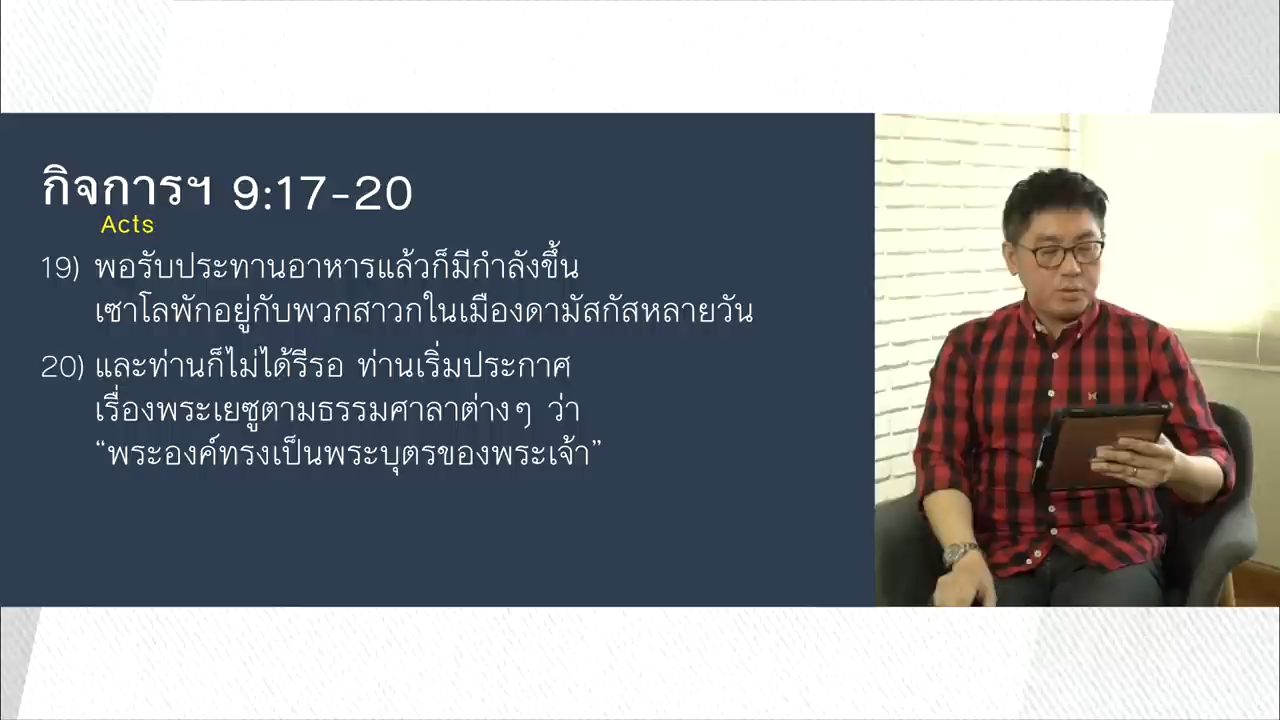 กิจการฯ 9:17-20
Acts
19) พอรับประทานอาหารแล้วก็มีกำลังขึ้น
เซาโลพักอยู่กับพวกสาวกในเมืองดามัสกัสหลายวัน
20) และท่านก็ไม่ได้รีรอ ท่านเริ่มประกาศ
เรื่องพระเยซูตามธรรมศาลาต่างๆ ว่า
“พระองค์ทรงเป็นพระบุตรของพระเจ้า”